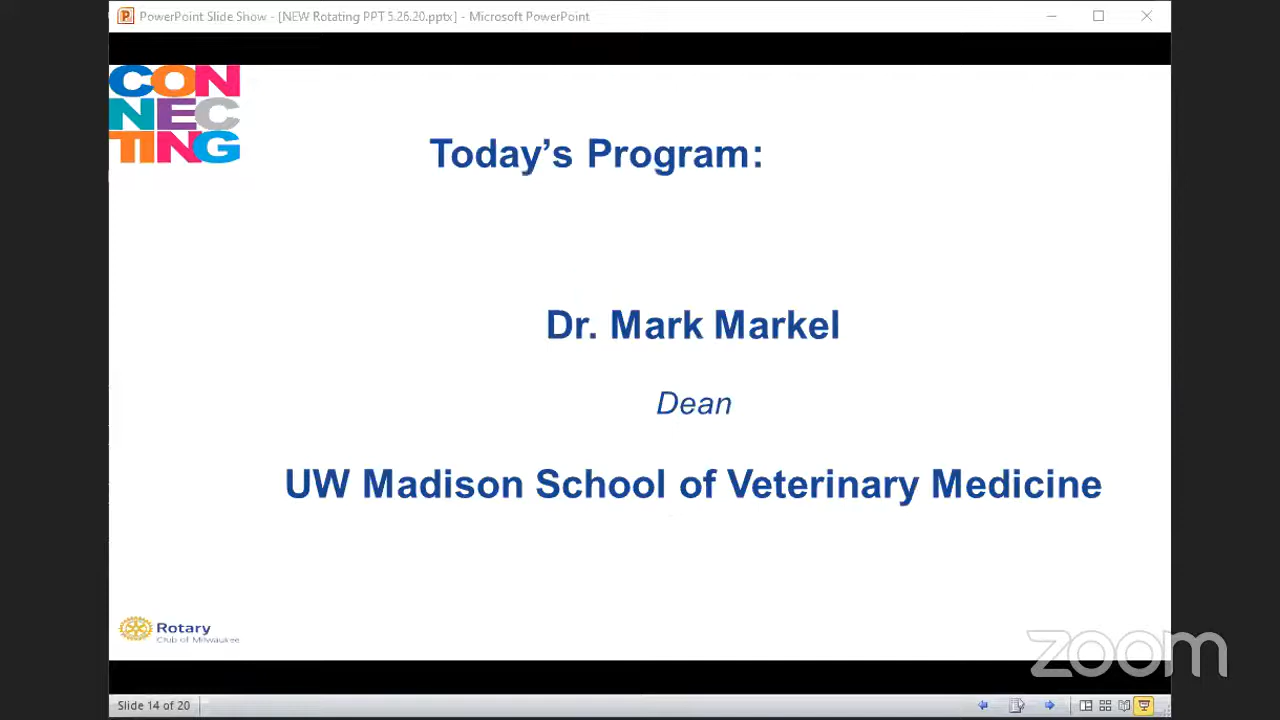 PowerPoint Slide Show - [NEW Rotating PPT 5.26.20.pptx] - Microsoft PowerPoint
CON
NEC
TING
Today's Program:
Dr. Mark Markel
Dean
UW Madison School of Veterinary Medicine
Rotary
Club of Milwaukee
zoom
Slide 14 of 20